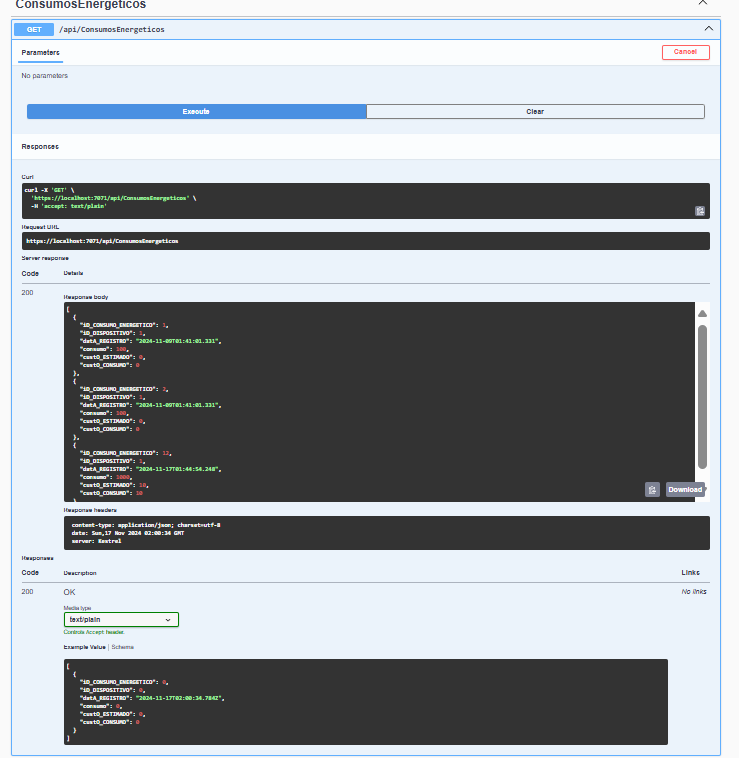 ConsumosEnergeticos
GET /api/ConsumosEnergeticos
Parameters Cancel
No parameters
Execute Clear
Responses
Curl
curl -X 'GET' \
'https://localhost:7071/api/ConsumosEnergeticos' \
-H 'accept: text/plain'
Request URL
https://localhost:7071/api/ConsumosEnergeticos
Server response
Code Details
200
Response body
[
{
"iD_CONSUMO_ENERGETICO": 1,
"iD_DISPOSITIVO": 1,
"datA_REGISTRO": "2024-11-09T01:41:01.331",
"consumo": 100,
"custO_ESTIMADO": 0,
"custO_CONSUMO": 0
},
{
"iD_CONSUMO_ENERGETICO": 2,
"iD_DISPOSITIVO": 1,
"datA_REGISTRO": "2024-11-09T01:41:01.331",
"consumo": 100,
"custO_ESTIMADO": 0,
"custO_CONSUMO": 0
},
{
"iD_CONSUMO_ENERGETICO": 12,
"iD_DISPOSITIVO": 1,
"datA_REGISTRO": "2024-11-17T01:44:54.248",
"consumo": 1000,
"custO_ESTIMADO": 10,
"custO_CONSUMO": 10
}
Download
Response headers
content-type: application/json; charset=utf-8
date: Sun,17 Nov 2024 02:00:34 GMT
server: Kestrel
Responses
Code Description Links
200 OK No links
Media type
text/plain
Controls Accept header.
Example Value | Schema
[
{
"iD_CONSUMO_ENERGETICO": 0,
"iD_DISPOSITIVO": 0,
"datA_REGISTRO": "2024-11-17T02:00:34.784Z",
"consumo": 0,
"custO_ESTIMADO": 0,
"custO_CONSUMO": 0
}
]